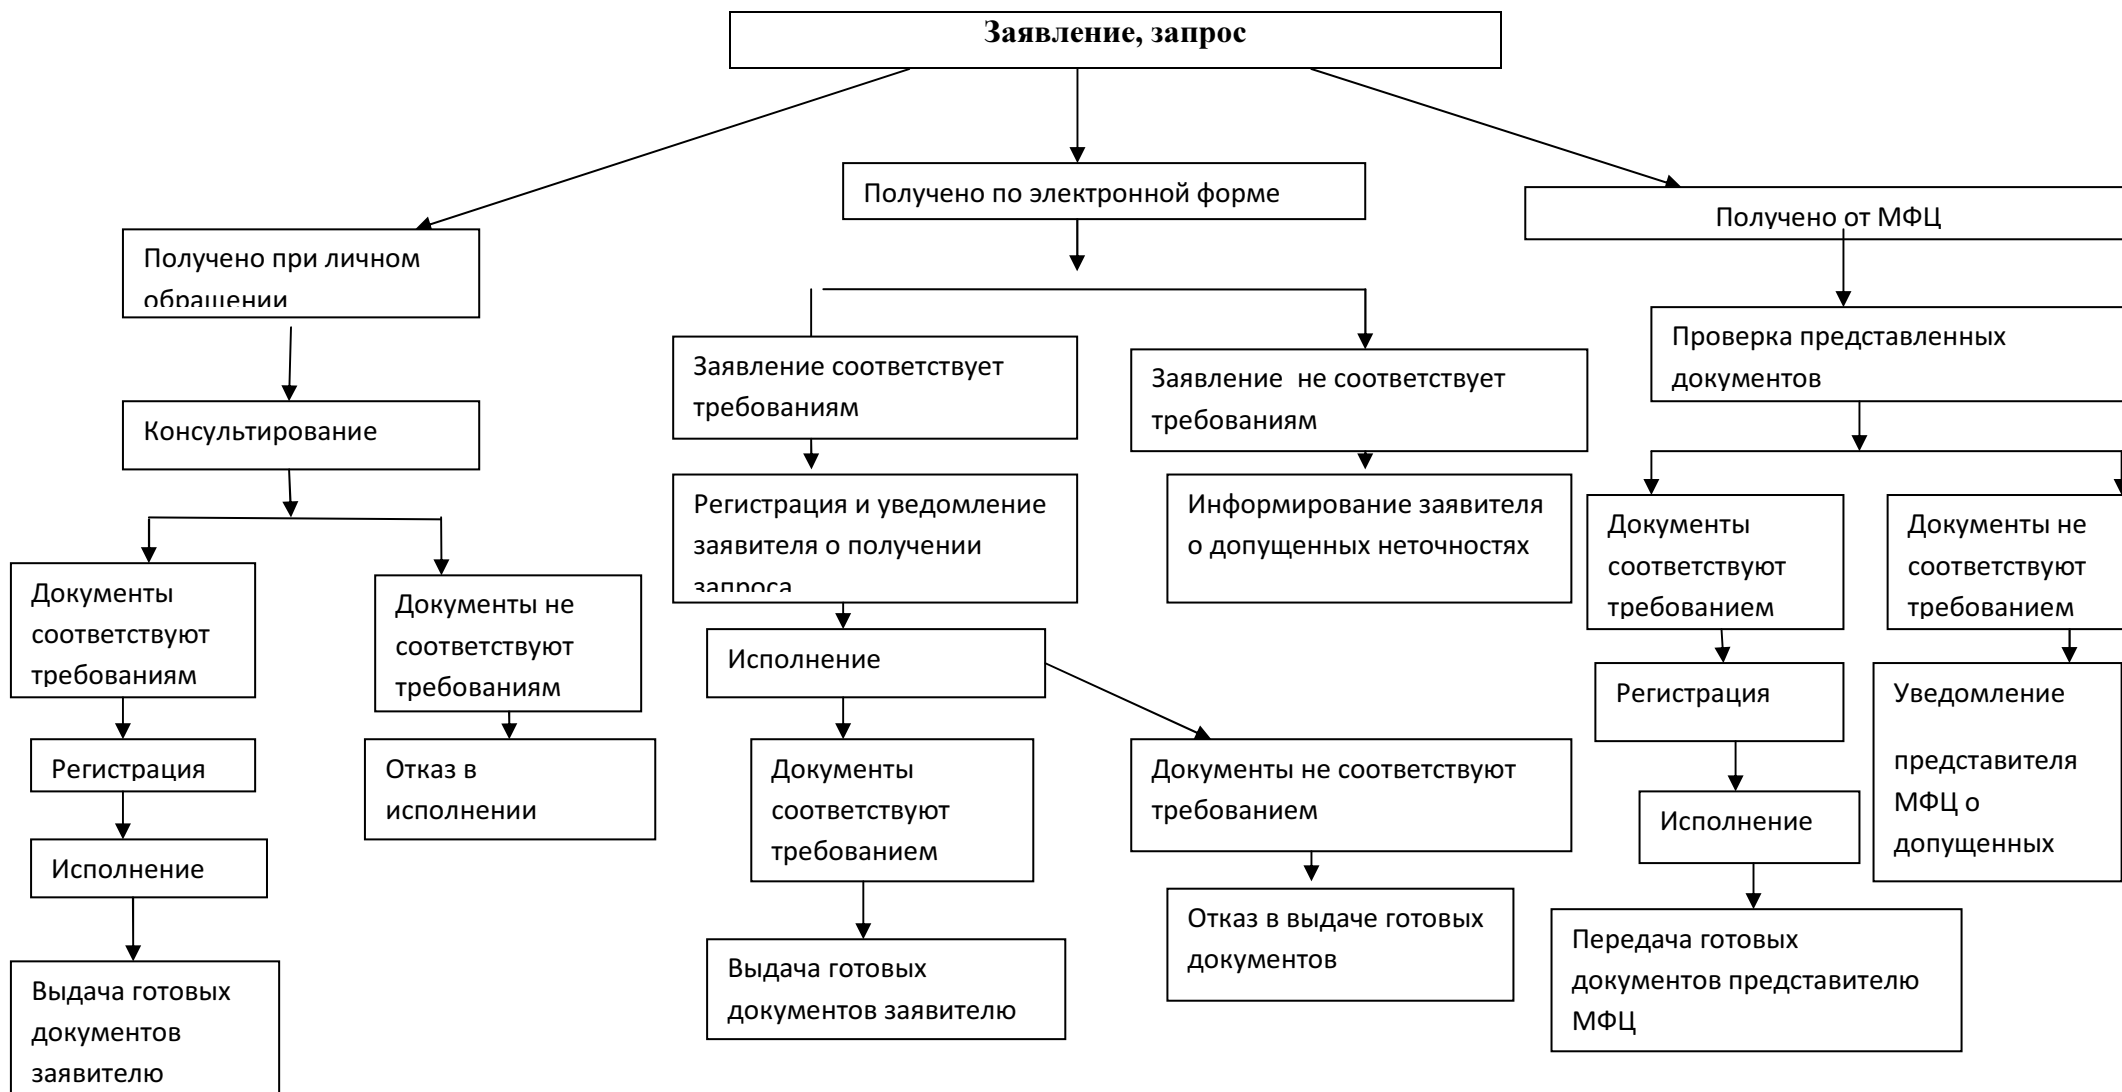 Заявление, запрос
Получено по электронной форме
Получено от МФЦ
Получено при личном
обращении
Консультирование
Документы
соответствуют
требованиям
Документы не
соответствуют
требованиям
Регистрация
Отказ в
исполнении
Исполнение
Выдача готовых
документов
заявителю
Заявление соответствует
требованиям
Заявление  не соответствует
требованиям
Регистрация и уведомление
заявителя о получении
запроса
Информирование заявителя
о допущенных неточностях
Исполнение
Документы
соответствуют
требованием
Документы не соответствуют
требованием
Выдача готовых
документов заявителю
Отказ в выдаче готовых
документов
Проверка представленных
документов
Документы
соответствуют
требованием
Документы не
соответствуют
требованием
Регистрация
Уведомление
представителя
МФЦ о
допущенных
Исполнение
Передача готовых
документов представителю
МФЦ